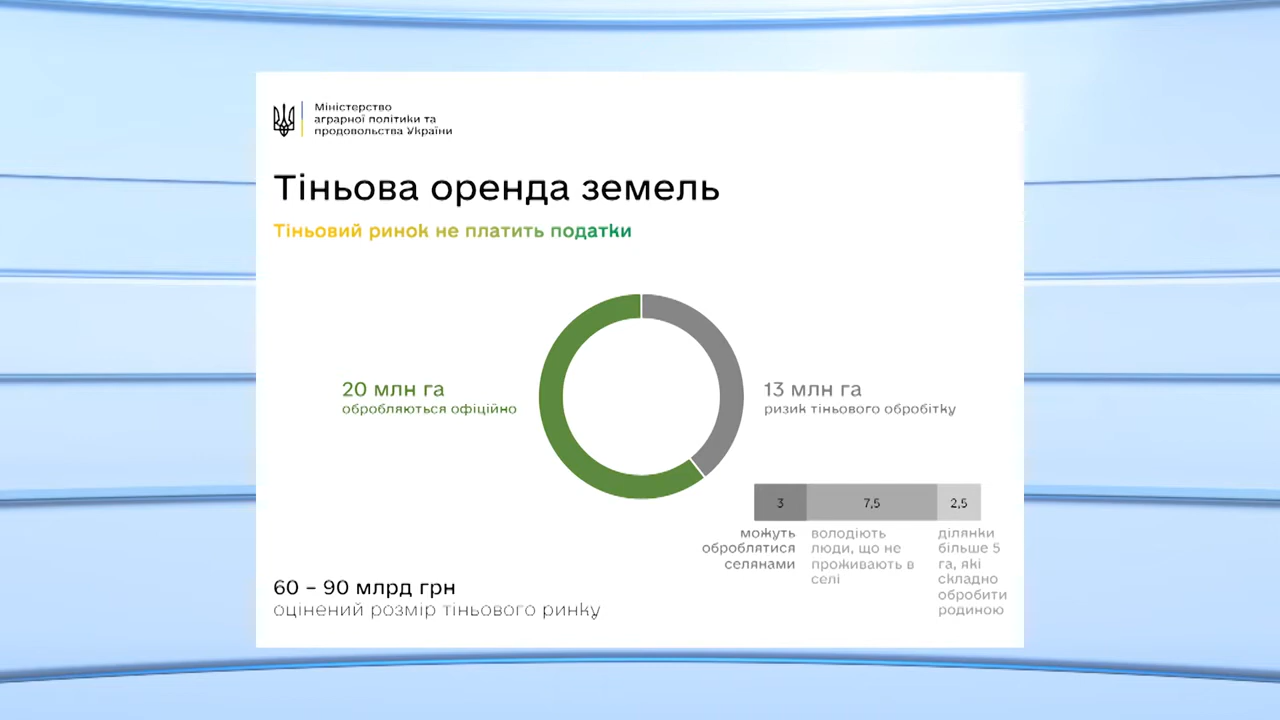 Міністерство
аграрної політики та
продовольства України
Тіньова оренда земель
Тіньовий ринок не платить податки
20 млн га
обробляються офіційно
13 млн га
ризик тіньового обробітку
3
7,5
2,5
можуть
оброблятися
селянами
володіють
люди, що не
проживають в
селі
ділянки
більше 5
га, які
складно
обробити
родиною
60 – 90 млрд грн
оцінений розмір тіньового ринку